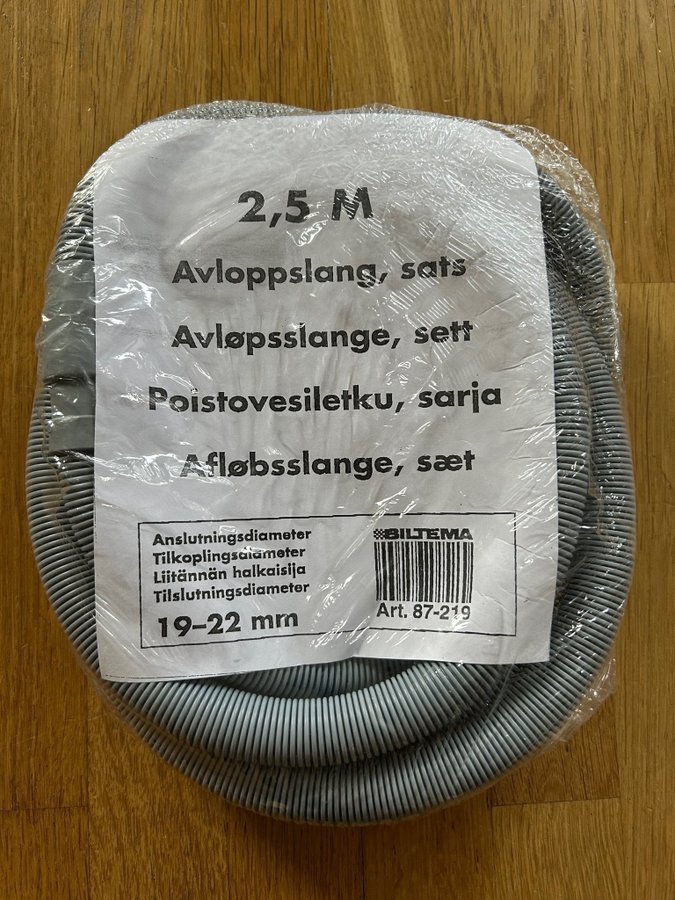 2,5 M
Avloppslang, sats
Avløpsslange, sett
Poistovesiletku, sarja
Afløbsslange, sæt
Anslutningsdiameter
Tilkoplingsdiameter
Liitännän halkaisija
Tilslutningsdiameter
19–22 mm
BILTEMA
Art. 87-219